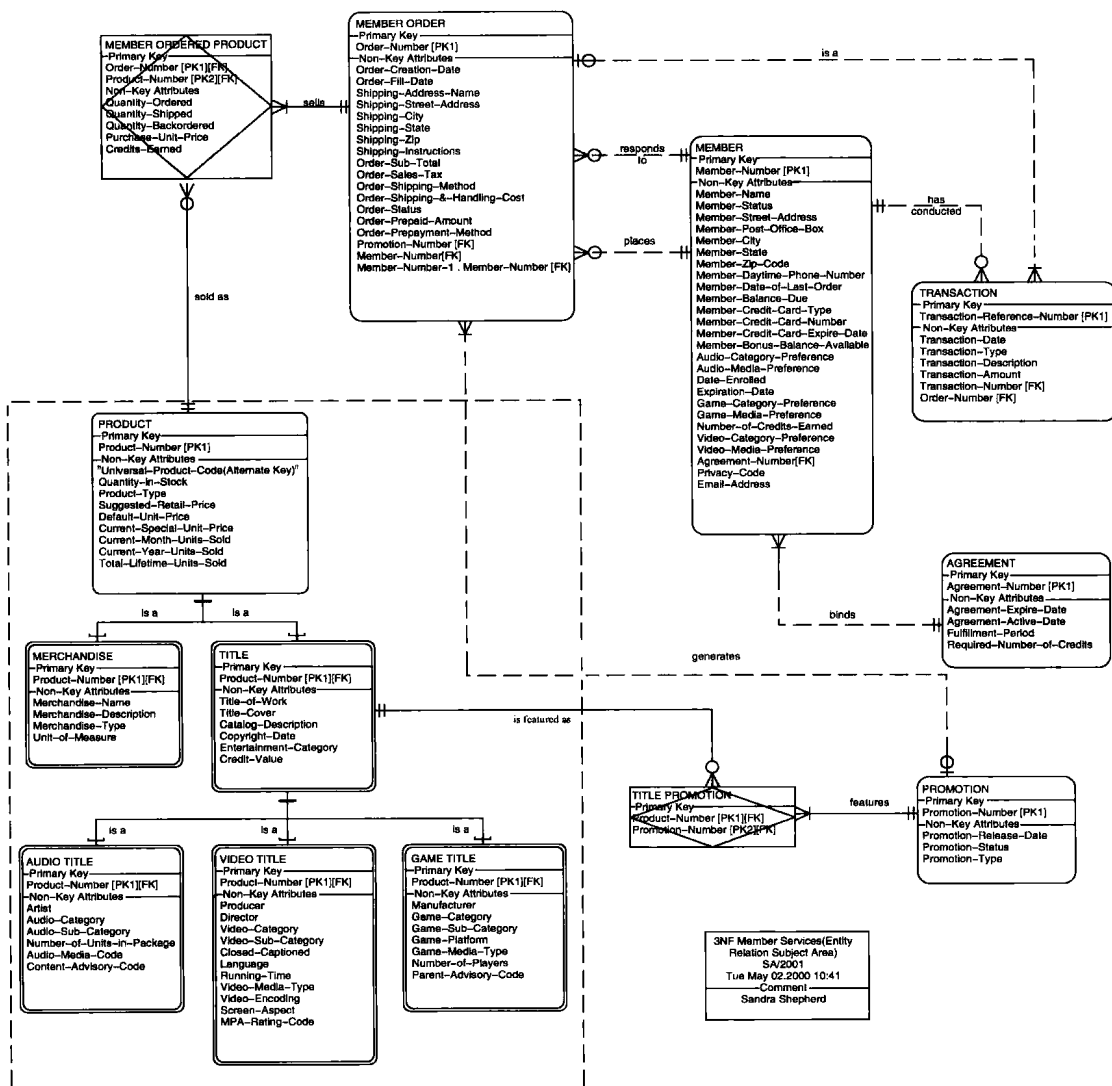 MEMBER ORDERED PRODUCT
Primary Key
Order-Number [PK1][FK]
Product-Number [PK2][FK]
Non-Key Attributes
Quantity-Ordered
Quantity-Shipped
Quantity-Backordered
Purchase-Unit-Price
Credits-Earned
sells
MEMBER ORDER
Primary Key
Order-Number [PK1]
Non-Key Attributes
Order-Creation-Date
Order-Fill-Date
Shipping-Address-Name
Shipping-Street-Address
Shipping-City
Shipping-State
Shipping-Zip
Shipping-Instructions
Order-Sub-Total
Order-Sales-Tax
Order-Shipping-Method
Order-Shipping-&-Handling-Cost
Order-Status
Order-Prepaid-Amount
Order-Prepayment-Method
Promotion-Number [FK]
Member-Number[FK]
Member-Number-1 . Member-Number [FK]
is a
responds
to
places
MEMBER
Primary Key
Member-Number [PK1]
Non-Key Attributes
Member-Name
Member-Status
Member-Street-Address
Member-Post-Office-Box
Member-City
Member-State
Member-Zip-Code
Member-Daytime-Phone-Number
Member-Date-of-Last-Order
Member-Balance-Due
Member-Credit-Card-Type
Member-Credit-Card-Number
Member-Credit-Card-Expire-Date
Member-Bonus-Balance-Available
Audio-Category-Preference
Audio-Media-Preference
Date-Enrolled
Expiration-Date
Game-Category-Preference
Game-Media-Preference
Number-of-Credits-Earned
Video-Category-Preference
Video-Media-Preference
Agreement-Number[FK]
Privacy-Code
Email-Address
has
conducted
TRANSACTION
Primary Key
Transaction-Reference-Number [PK1]
Non-Key Attributes
Transaction-Date
Transaction-Type
Transaction-Description
Transaction-Amount
Transaction-Number [FK]
Order-Number [FK]
sold as
PRODUCT
Primary Key
Product-Number [PK1]
Non-Key Attributes
"Universal-Product-Code(Alternate Key)"
Quantity-in-Stock
Product-Type
Suggested-Retail-Price
Default-Unit-Price
Current-Special-Unit-Price
Current-Month-Units-Sold
Current-Year-Units-Sold
Total-Lifetime-Units-Sold
AGREEMENT
Primary Key
Agreement-Number [PK1]
Non-Key Attributes
Agreement-Expire-Date
Agreement-Active-Date
Fulfillment-Period
Required-Number-of-Credits
binds
generates
is a
is a
MERCHANDISE
Primary Key
Product-Number [PK1][FK]
Non-Key Attributes
Merchandise-Name
Merchandise-Description
Merchandise-Type
Unit-of-Measure
TITLE
Primary Key
Product-Number [PK1][FK]
Non-Key Attributes
Title-of-Work
Title-Cover
Catalog-Description
Copyright-Date
Entertainment-Category
Credit-Value
is featured as
TITLE PROMOTION
Primary Key
Product-Number [PK1][FK]
Promotion-Number [PK2][FK]
features
PROMOTION
Primary Key
Promotion-Number [PK1]
Non-Key Attributes
Promotion-Release-Date
Promotion-Status
Promotion-Type
is a
is a
is a
AUDIO TITLE
Primary Key
Product-Number [PK1][FK]
Non-Key Attributes
Artist
Audio-Category
Audio-Sub-Category
Number-of-Units-in-Package
Audio-Media-Code
Content-Advisory-Code
VIDEO TITLE
Primary Key
Product-Number [PK1][FK]
Non-Key Attributes
Producer
Director
Video-Category
Video-Sub-Category
Closed-Captioned
Language
Running-Time
Video-Media-Type
Video-Encoding
Screen-Aspect
MPA-Rating-Code
GAME TITLE
Primary Key
Product-Number [PK1][FK]
Non-Key Attributes
Manufacturer
Game-Category
Game-Sub-Category
Game-Platform
Game-Media-Type
Number-of-Players
Parent-Advisory-Code
3NF Member Services(Entity
Relation Subject Area)
SA/2001
Tue May 02.2000 10:41
Comment
Sandra Shepherd